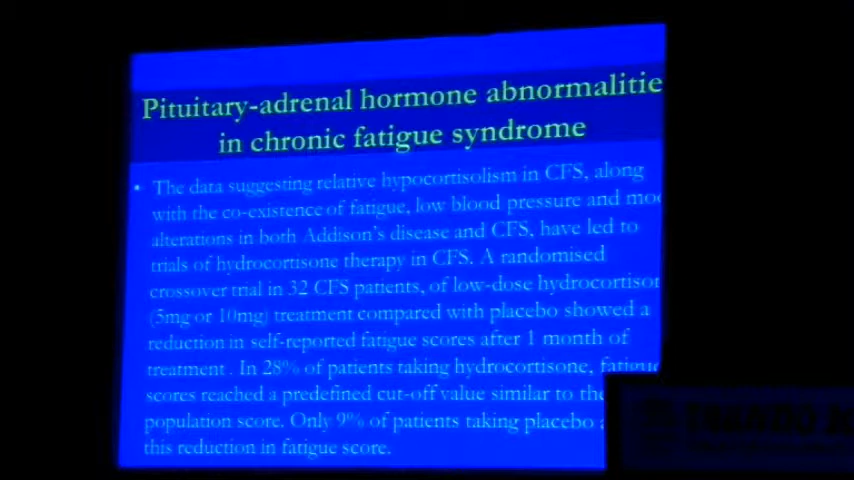 Pituitary-adrenal hormone abnormalitie
in chronic fatigue syndrome
• The data suggesting relative hypocortisolism in CFS, along
with the co-existence of fatigue, low blood pressure and moo
alterations in both Addison's disease and CFS, have led to
trials of hydrocortisone therapy in CFS. A randomised
crossover trial in 32 CFS patients, of low-dose hydrocortison
(5mg or 10mg) treatment compared with placebo showed a
reduction in self-reported fatigue scores after 1 month of
treatment. In 28% of patients taking hydrocortisone, fatigue
scores reached a predefined cut-off value similar to the
population score. Only 9% of patients taking placebo
this reduction in fatigue score.